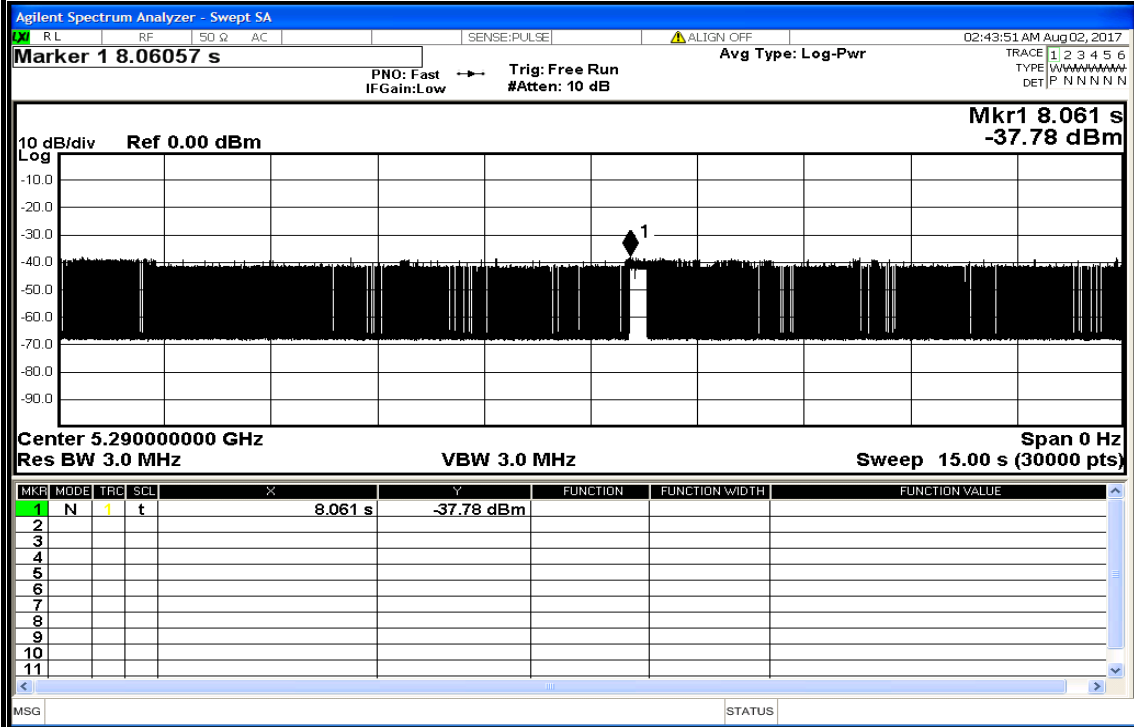 Agilent Spectrum Analyzer - Swept SA
LXI RL RF 50 Ω AC SENSE:PULSE ALIGN OFF 02:43:51 AM Aug 02, 2017
Marker 1 8.06057 s
PNO: Fast
IFGain:Low
Trig: Free Run
#Atten: 10 dB
Avg Type: Log-Pwr
TRACE 1 2 3 4 5 6
TYPE WWWWWW
DET P N N N N N
Mkr1 8.061 s
-37.78 dBm
10 dB/div Ref 0.00 dBm
Log
-10.0
-20.0
-30.0
-40.0
-50.0
-60.0
-70.0
-80.0
-90.0
1
Center 5.290000000 GHz Span 0 Hz
Res BW 3.0 MHz VBW 3.0 MHz Sweep 15.00 s (30000 pts)
MKR MODE TRC SCL X Y FUNCTION FUNCTION WIDTH FUNCTION VALUE
1 N 1 t 8.061 s -37.78 dBm
2
3
4
5
6
7
8
9
10
11
MSG STATUS